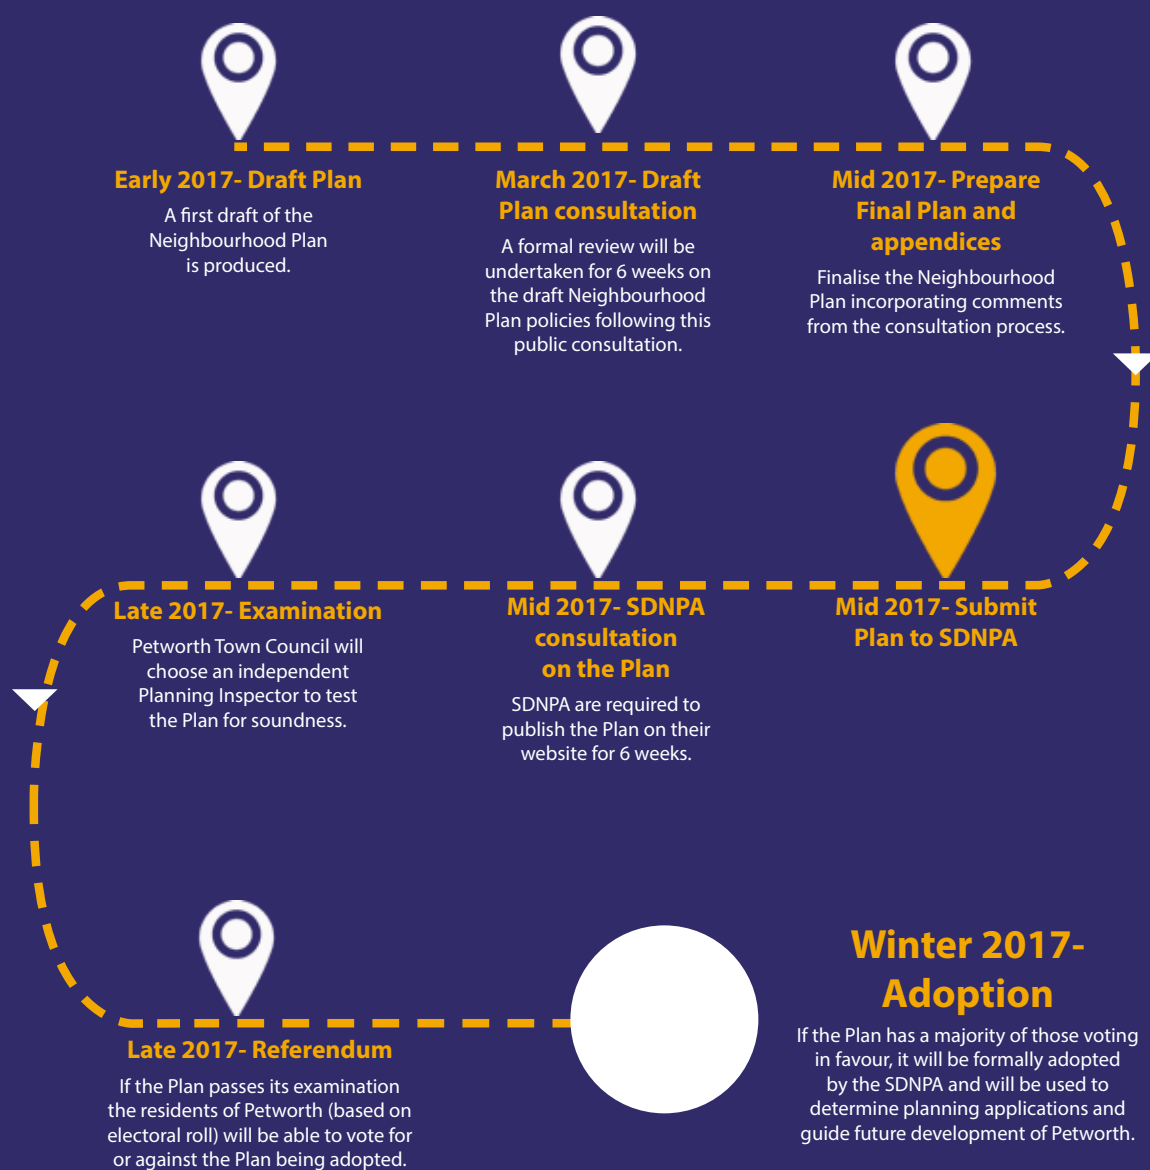 Early 2017- Draft Plan
A first draft of the
Neighbourhood Plan
is produced.
March 2017- Draft
Plan consultation
A formal review will be
undertaken for 6 weeks on
the draft Neighbourhood
Plan policies following this
public consultation.
Mid 2017- Prepare
Final Plan and
appendices
Finalise the Neighbourhood
Plan incorporating comments
from the consultation process.
Mid 2017- Submit
Plan to SDNPA
Mid 2017- SDNPA
consultation
on the Plan
SDNPA are required to
publish the Plan on their
website for 6 weeks.
Late 2017- Examination
Petworth Town Council will
choose an independent
Planning Inspector to test
the Plan for soundness.
Late 2017- Referendum
If the Plan passes its examination
the residents of Petworth (based on
electoral roll) will be able to vote for
or against the Plan being adopted.
Winter 2017-
Adoption
If the Plan has a majority of those voting
in favour, it will be formally adopted
by the SDNPA and will be used to
determine planning applications and
guide future development of Petworth.